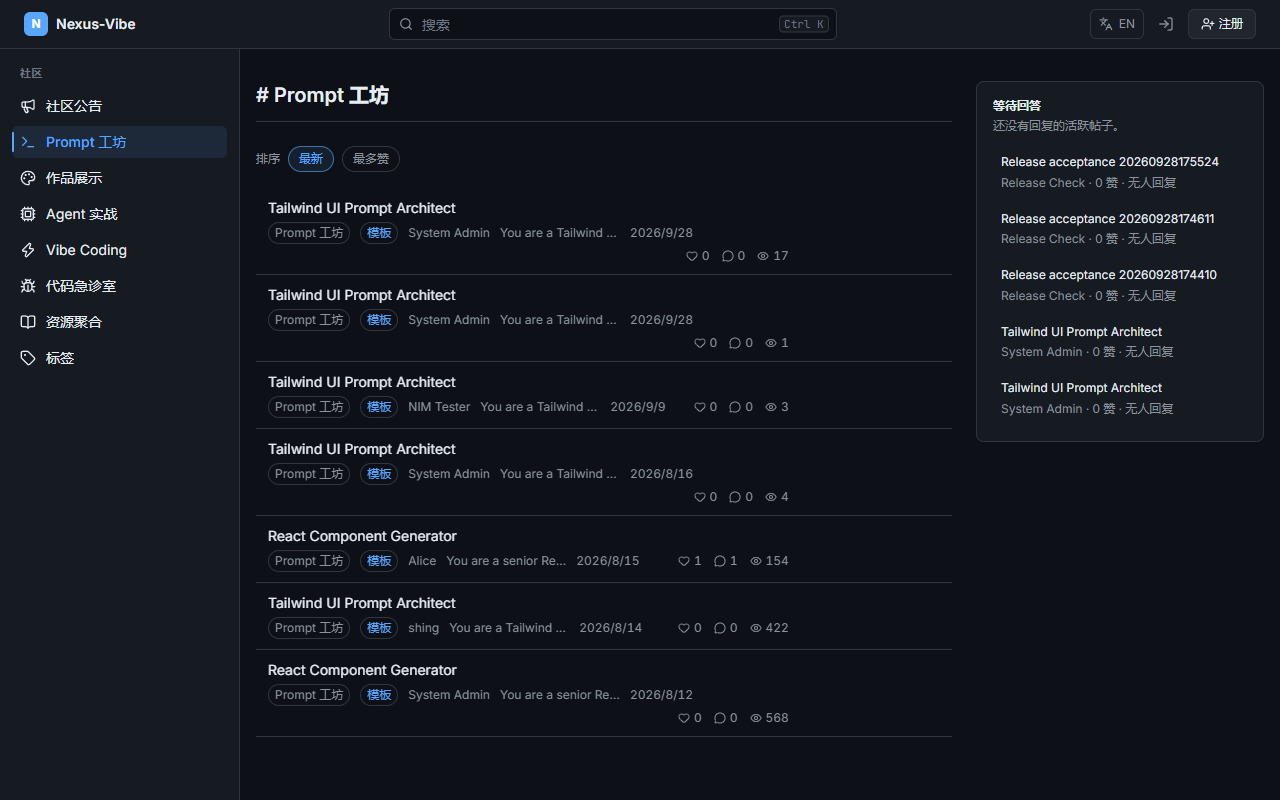 N Nexus-Vibe
搜索
Ctrl K
EN
注册
社区
社区公告
Prompt 工坊
作品展示
Agent 实战
Vibe Coding
代码急诊室
资源聚合
标签
# Prompt 工坊
排序 最新 最多赞
Tailwind UI Prompt Architect
Prompt 工坊 模板 System Admin You are a Tailwind ... 2026/9/28
0 0 17
Tailwind UI Prompt Architect
Prompt 工坊 模板 System Admin You are a Tailwind ... 2026/9/28
0 0 1
Tailwind UI Prompt Architect
Prompt 工坊 模板 NIM Tester You are a Tailwind ... 2026/9/9 0 0 3
Tailwind UI Prompt Architect
Prompt 工坊 模板 System Admin You are a Tailwind ... 2026/8/16
0 0 4
React Component Generator
Prompt 工坊 模板 Alice You are a senior Re... 2026/8/15 1 1 154
Tailwind UI Prompt Architect
Prompt 工坊 模板 shing You are a Tailwind ... 2026/8/14 0 0 422
React Component Generator
Prompt 工坊 模板 System Admin You are a senior Re... 2026/8/12
0 0 568
等待回答
还没有回复的活跃帖子。
Release acceptance 20260928175524
Release Check · 0 赞 · 无人回复
Release acceptance 20260928174611
Release Check · 0 赞 · 无人回复
Release acceptance 20260928174410
Release Check · 0 赞 · 无人回复
Tailwind UI Prompt Architect
System Admin · 0 赞 · 无人回复
Tailwind UI Prompt Architect
System Admin · 0 赞 · 无人回复